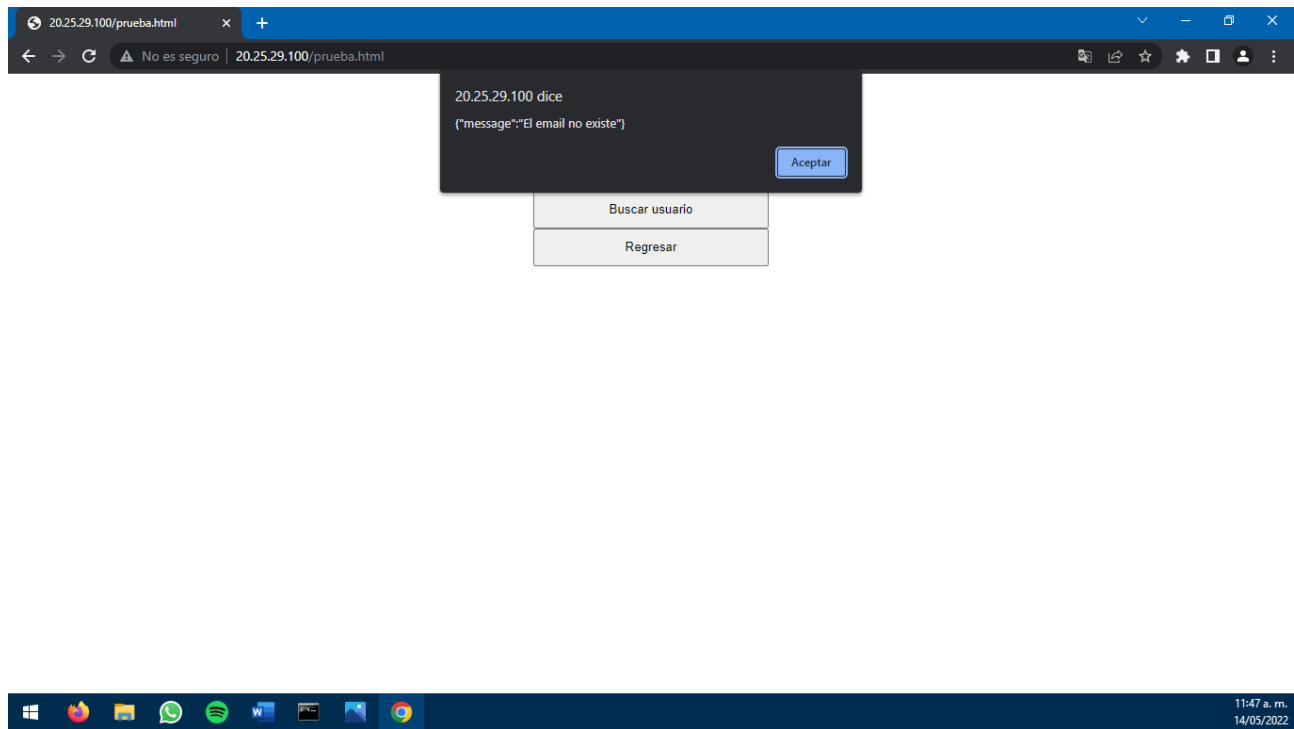 20.25.29.100/prueba.html
No es seguro | 20.25.29.100/prueba.html
20.25.29.100 dice
{"message":"El email no existe"}
Aceptar
Buscar usuario
Regresar
11:47 a. m.
14/05/2022